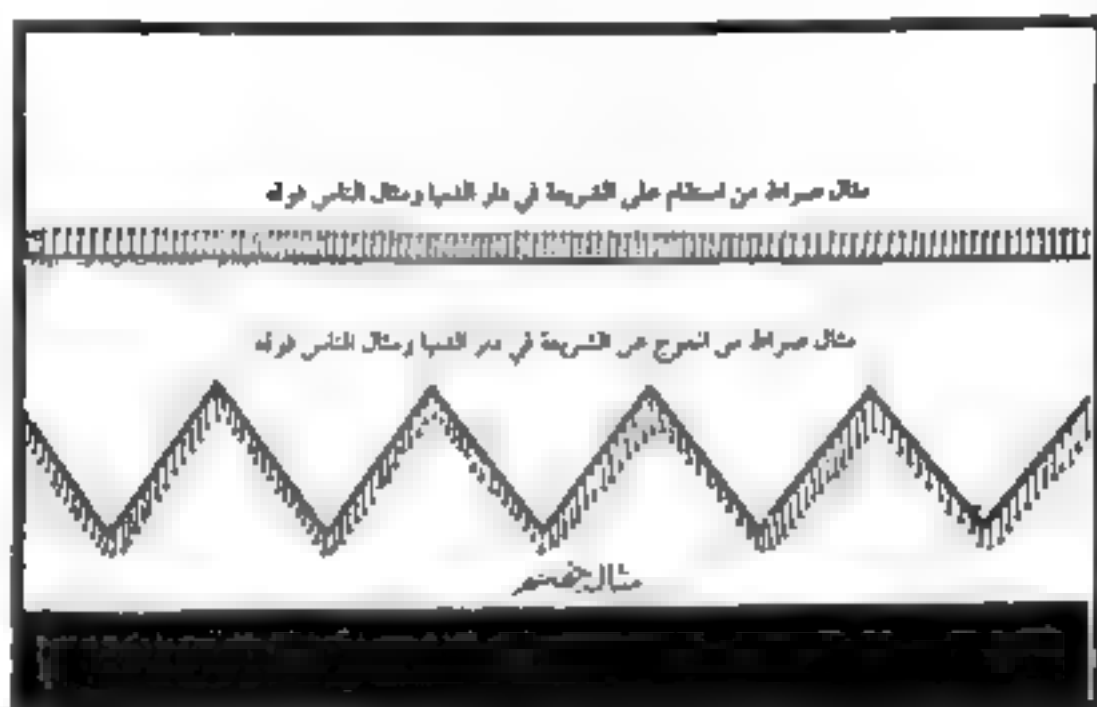 مثال صراط من استقام على الشريعة في دار الدنيا ومثال الناس فوقه
مثال صراط من اعوج عن الشريعة في دار الدنيا ومثال الناس فوقه
مثال جهنم